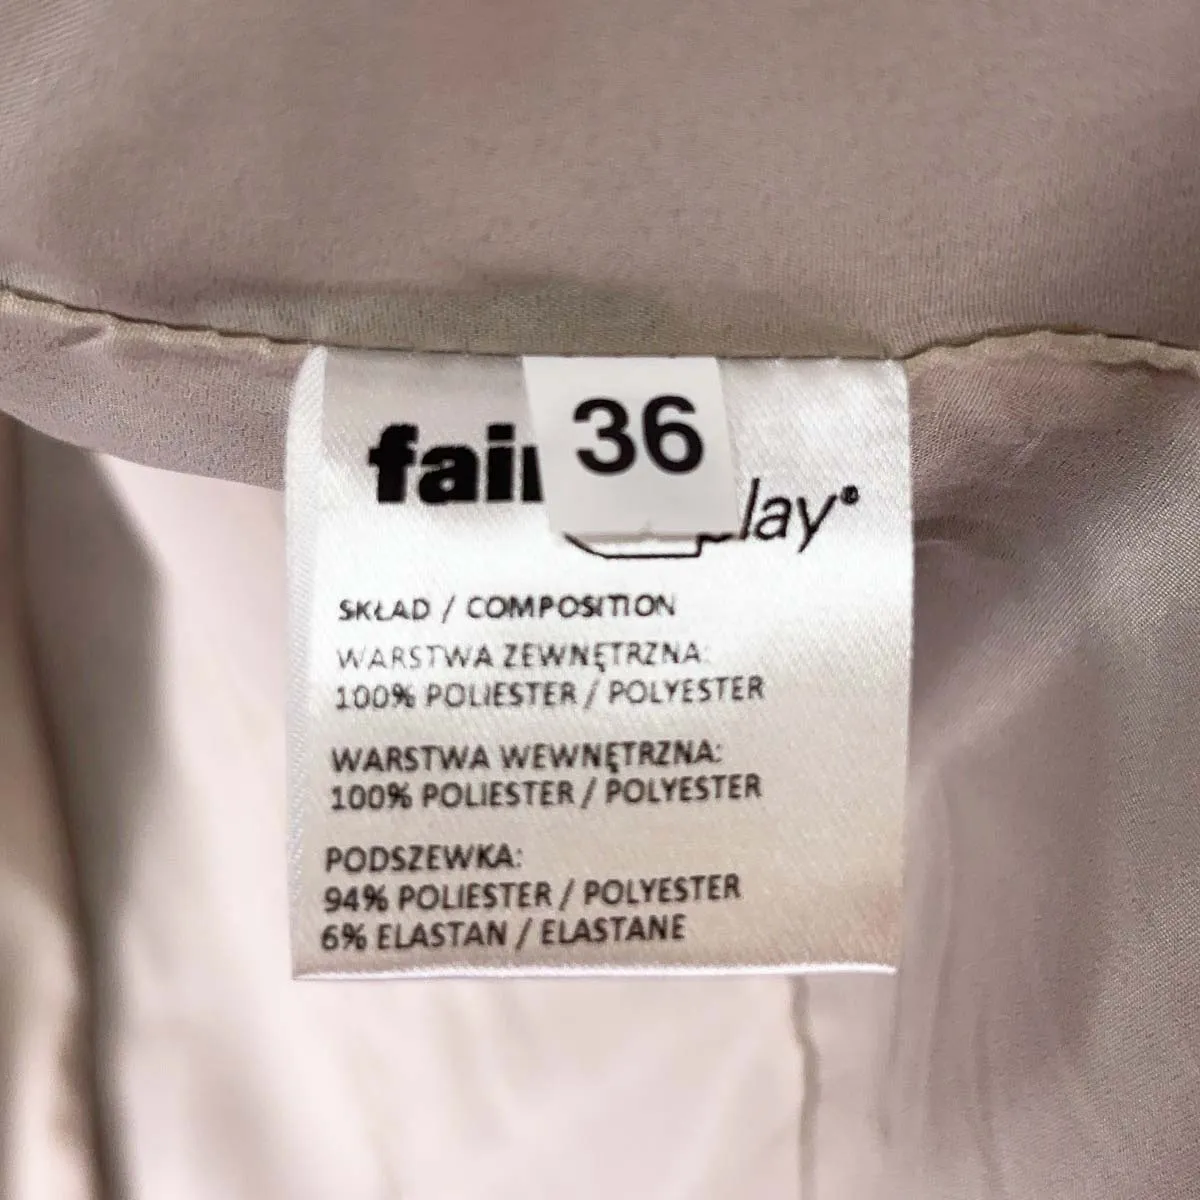 fair 36 lay®
SKŁAD / COMPOSITION
WARSTWA ZEWNĘTRZNA:
100% POLIESTER / POLYESTER
WARSTWA WEWNĘTRZNA:
100% POLIESTER / POLYESTER
PODSZEWKA:
94% POLIESTER / POLYESTER
6% ELASTAN / ELASTANE